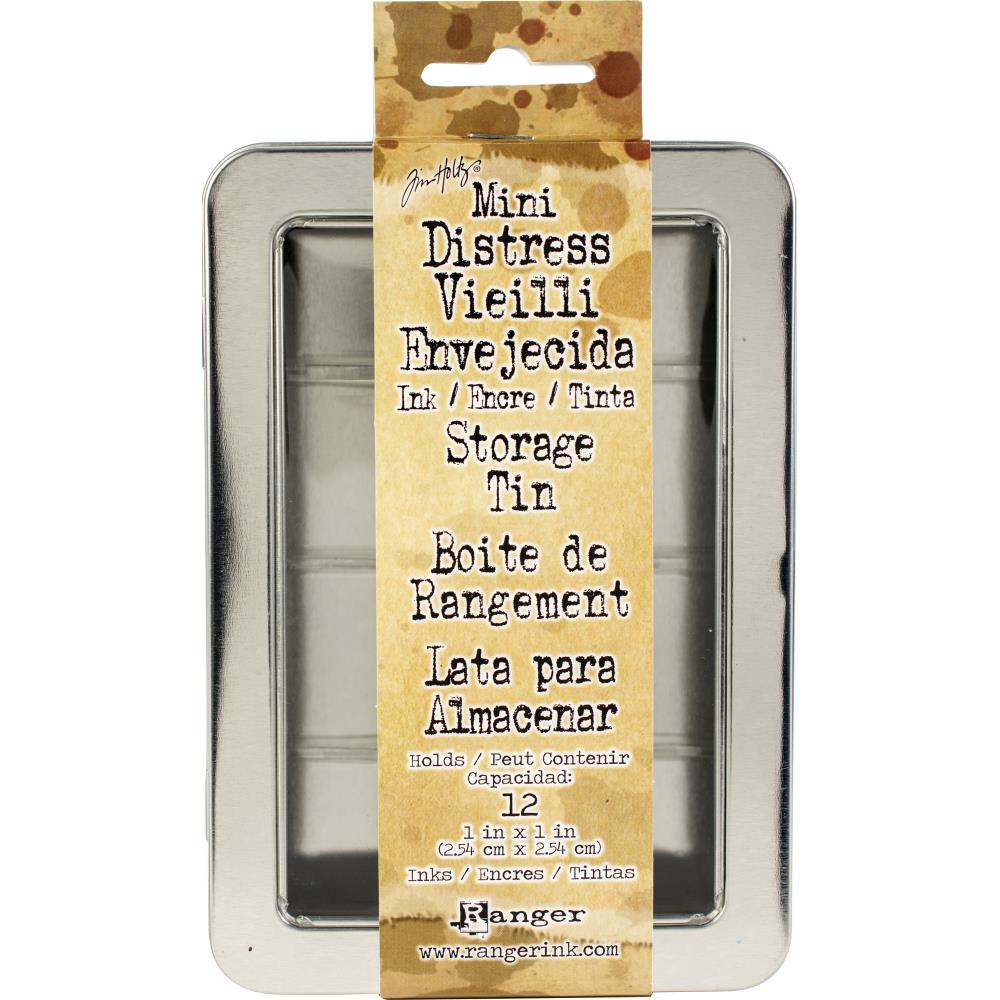 Tim Holtz®
Mini
Distress
Vieilli
Envejecida
Ink / Encre / Tinta
Storage
Tin
Boite de
Rangement
Lata para
Almacenar
Holds / Peut Contenir
Capacidad:
12
1 in x 1 in
(2.54 cm x 2.54 cm)
Inks / Encres / Tintas
Ranger
www.rangerink.com